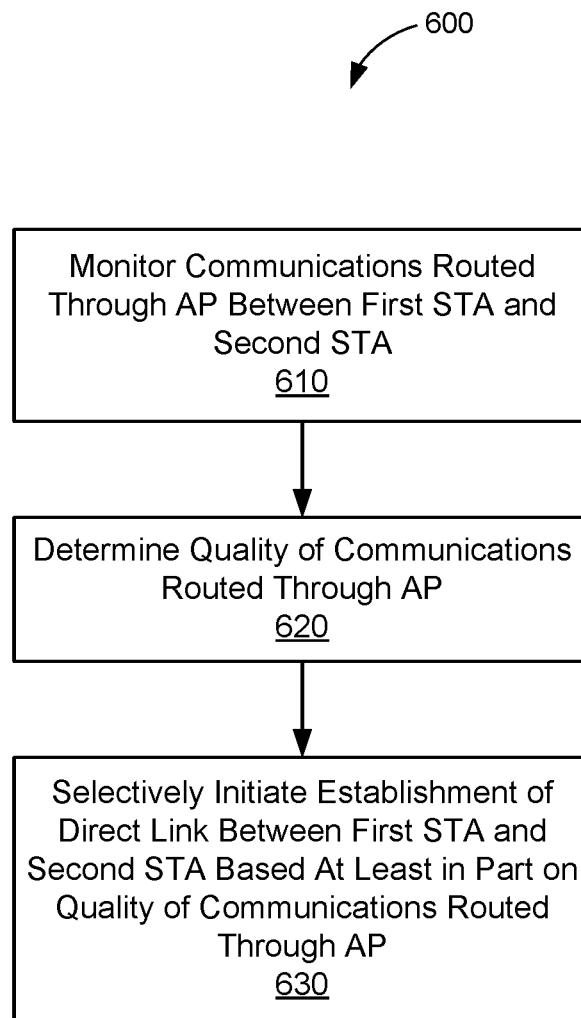 600
Monitor Communications Routed
Through AP Between First STA and
Second STA
610
Determine Quality of Communications
Routed Through AP
620
Selectively Initiate Establishment of
Direct Link Between First STA and
Second STA Based At Least in Part on
Quality of Communications Routed
Through AP
630